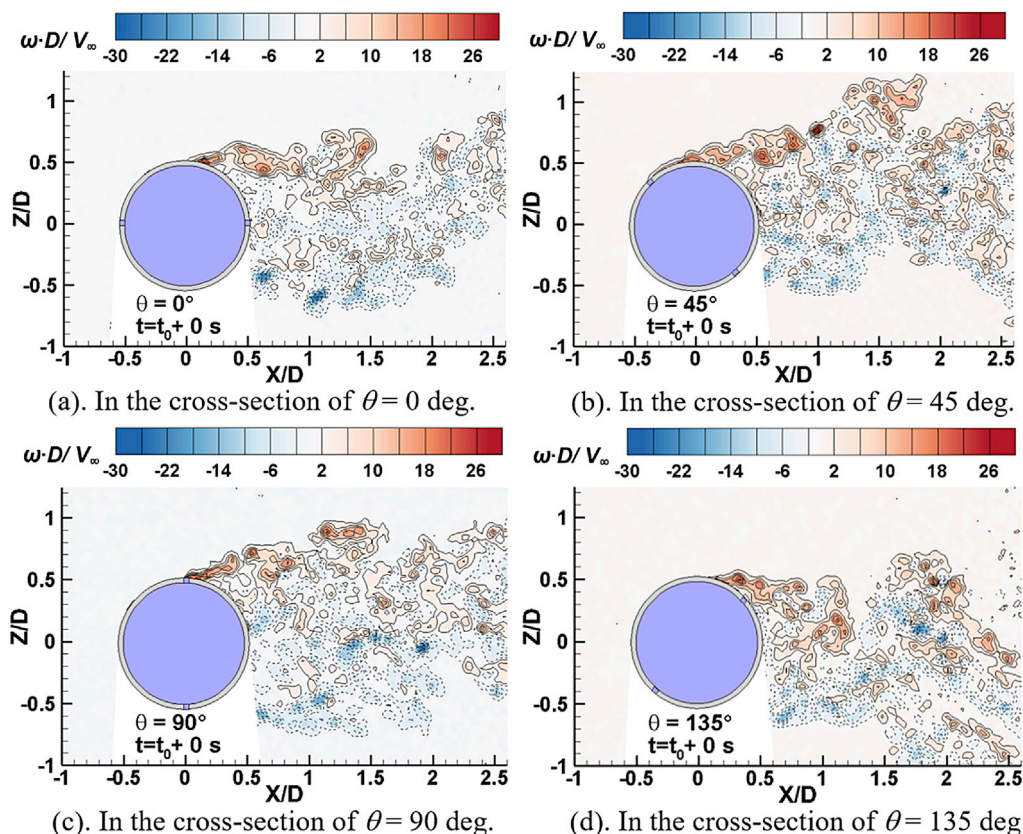 ω·D/ V∞
-30 -22 -14 -6 2 10 18 26
Z/D
1
0.5
0
-0.5
-1
θ = 0°
t=t₀+ 0 s
-1 -0.5 0 0.5 1 1.5 2 2.5
X/D
(a). In the cross-section of θ = 0 deg.
ω·D/ V∞
-30 -22 -14 -6 2 10 18 26
Z/D
1
0.5
0
-0.5
-1
θ = 45°
t=t₀+ 0 s
-1 -0.5 0 0.5 1 1.5 2 2.5
X/D
(b). In the cross-section of θ = 45 deg.
ω·D/ V∞
-30 -22 -14 -6 2 10 18 26
Z/D
1
0.5
0
-0.5
-1
θ = 90°
t=t₀+ 0 s
-1 -0.5 0 0.5 1 1.5 2 2.5
X/D
(c). In the cross-section of θ = 90 deg.
ω·D/ V∞
-30 -22 -14 -6 2 10 18 26
Z/D
1
0.5
0
-0.5
-1
θ = 135°
t=t₀+ 0 s
-1 -0.5 0 0.5 1 1.5 2 2.5
X/D
(d). In the cross-section of θ = 135 deg